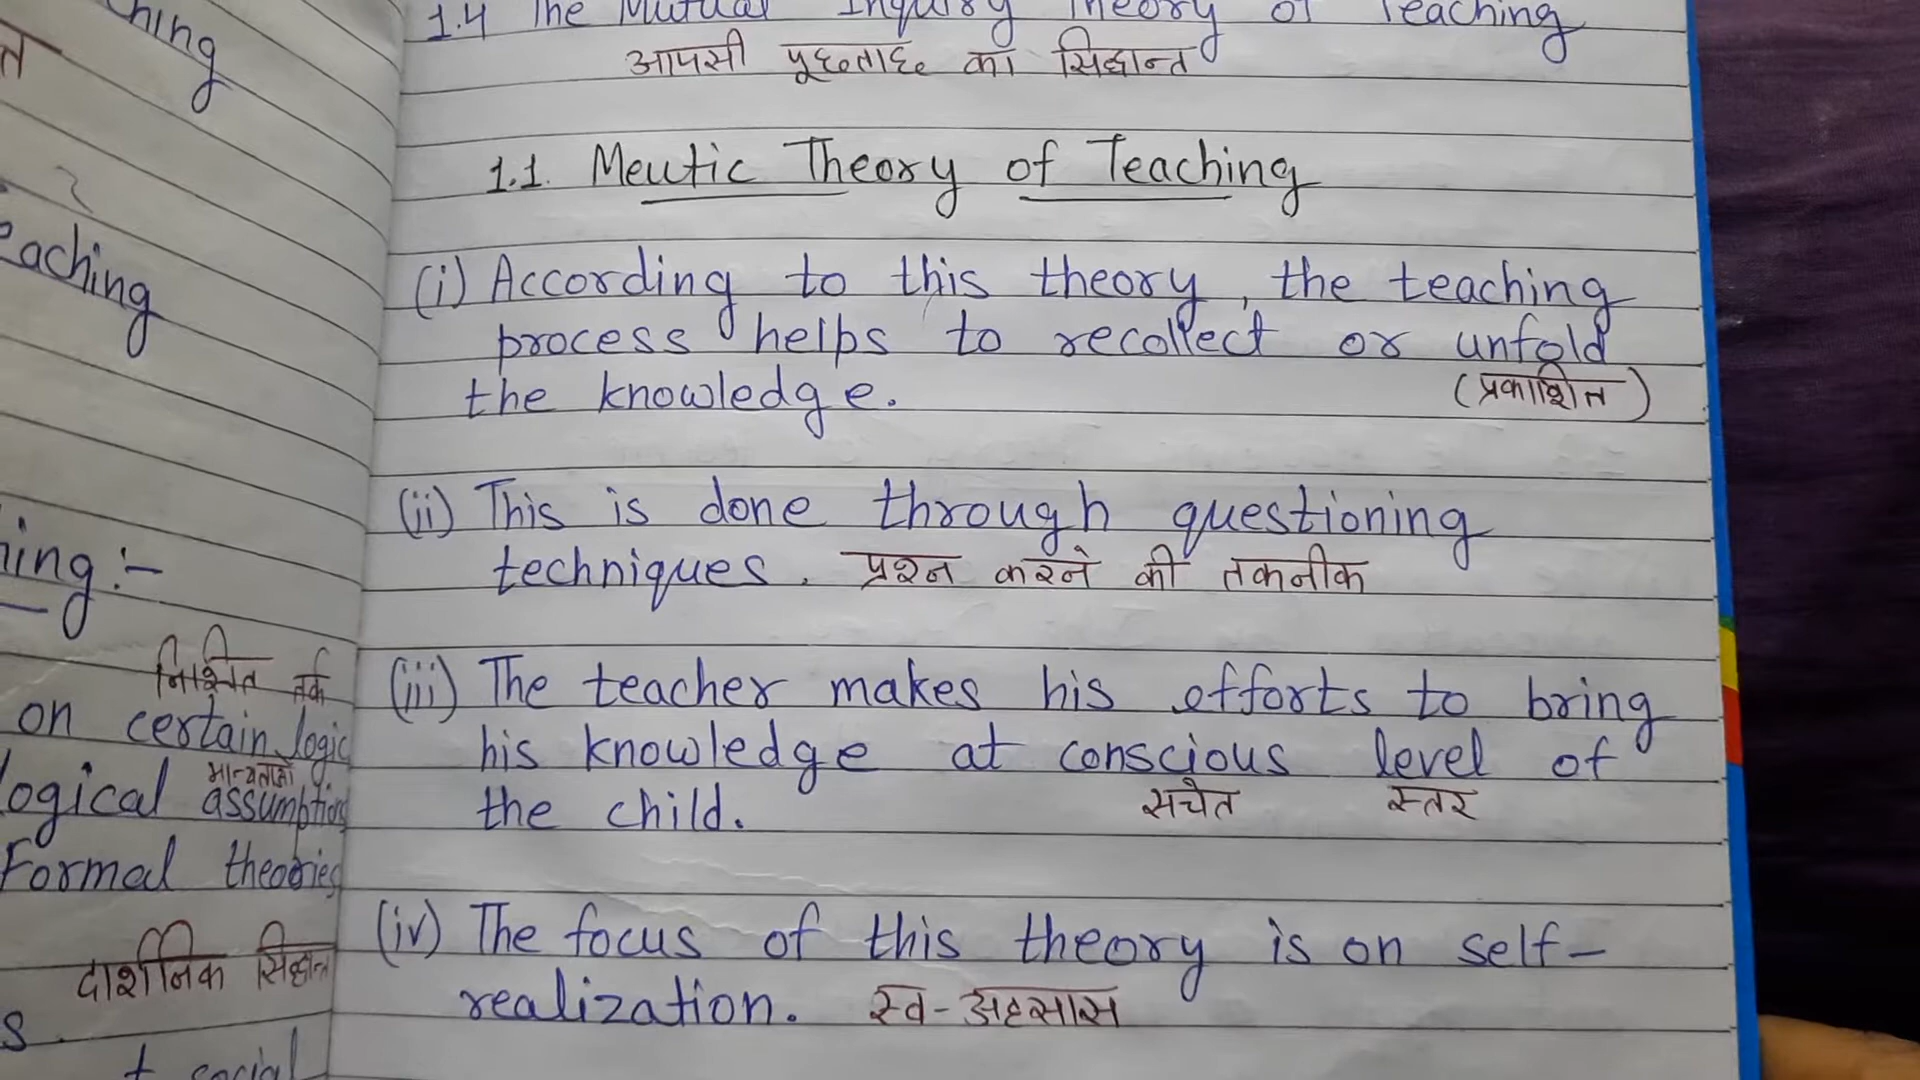 ching
त
eaching
ing:-
निश्चित तर्क
on certain logic
मान्यताओं
logical assumptions
Formal theories
दार्शनिक सिद्धान्त
s
social
1.4 The Mutual Inquiry Theory of Teaching
आपसी पूछताछ का सिद्धान्त
1.1. Meutic Theory of Teaching
(i) According to this theory, the teaching
process helps to recollect or unfold
the knowledge. (प्रकाशित)
(ii) This is done through questioning
techniques. प्रश्न करने की तकनीक
(iii) The teacher makes his efforts to bring
his knowledge at conscious level of
the child. सचेत स्तर
(iv) The focus of this theory is on self-
realization. स्व-अहसास